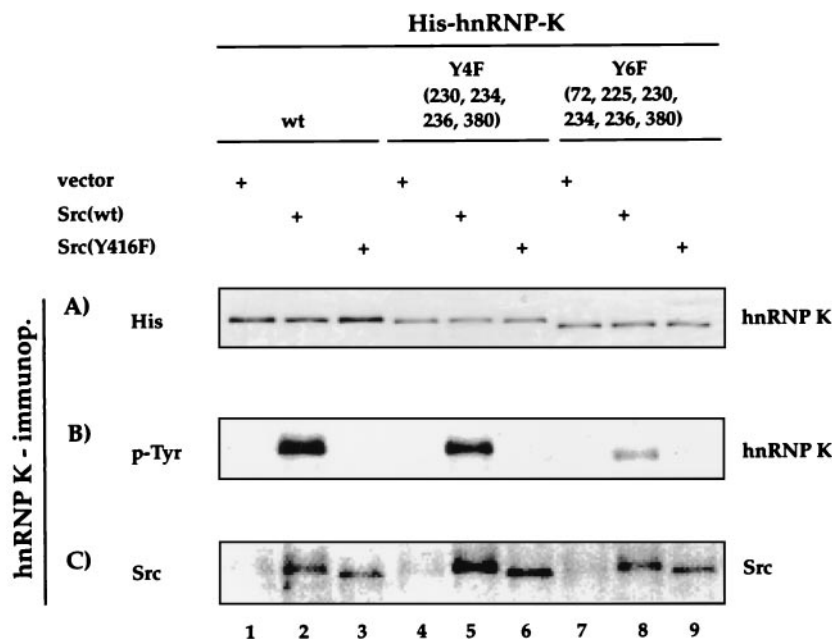 His-hnRNP-K
wt
Y4F
(230, 234,
236, 380)
Y6F
(72, 225, 230,
234, 236, 380)
vector + + +
Src(wt) + + +
Src(Y416F) + + +
hnRNP K - immunop.
A) His hnRNP K
B) p-Tyr hnRNP K
C) Src Src
1 2 3 4 5 6 7 8 9